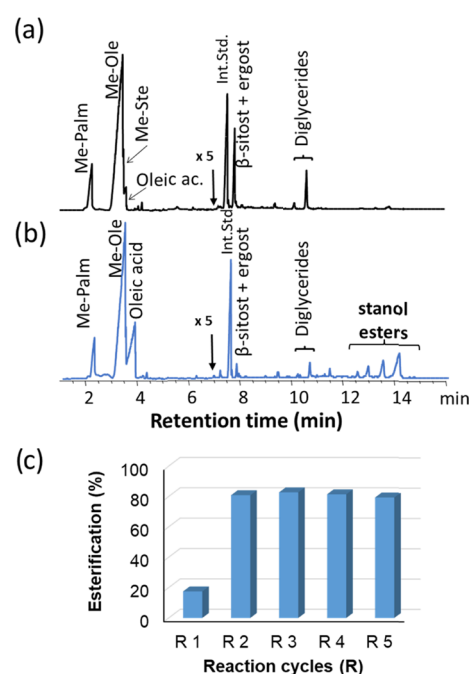 (a)
Me-Palm
Me-Ole
Me-Ste
Oleic ac.
x 5
Int.Std.
β-sitost + ergost
Diglycerides
(b)
Me-Palm
Me-Ole
Oleic acid
x 5
Int.Std
β-sitost + ergost
Diglycerides
stanol
esters
2 4 6 8 10 12 14 min
Retention time (min)
(c)
Esterification (%)
100
80
60
40
20
0
R 1 R 2 R 3 R 4 R 5
Reaction cycles (R)